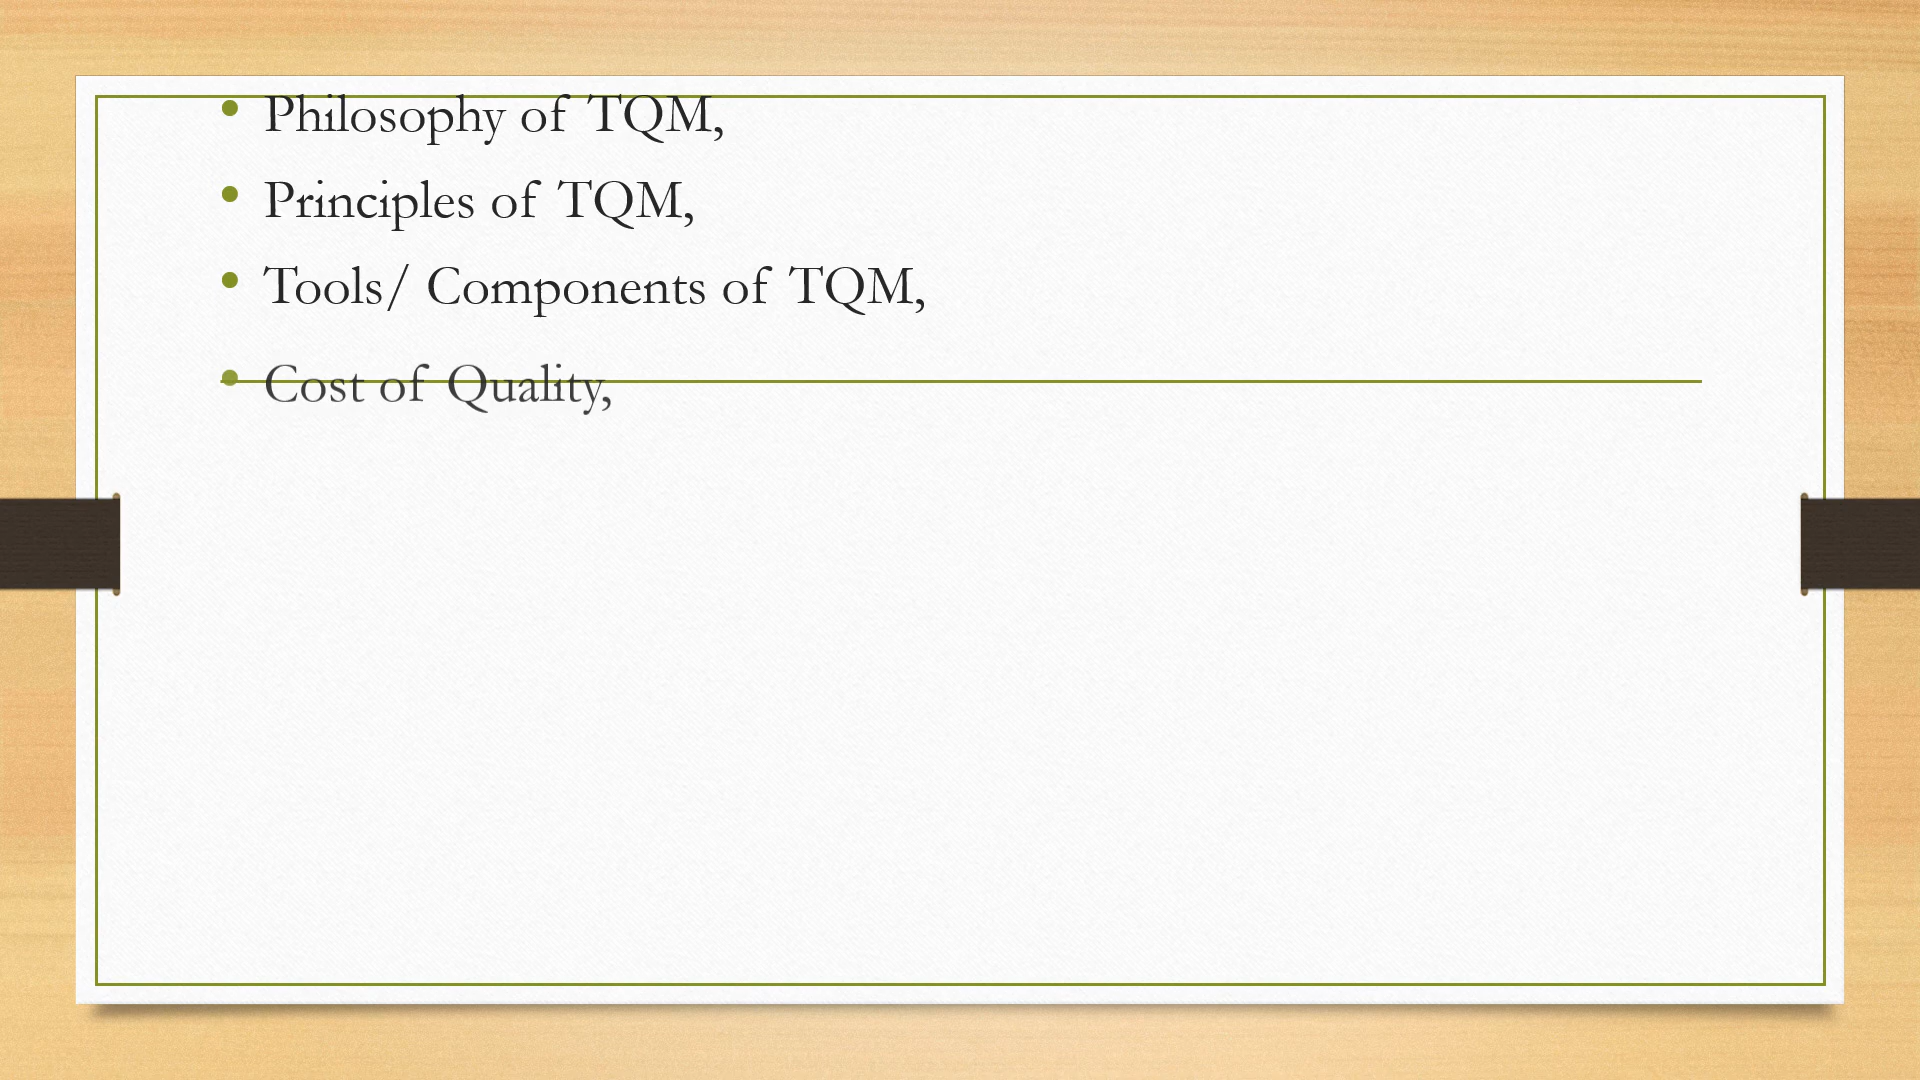 • Philosophy of TQM,
• Principles of TQM,
• Tools/ Components of TQM,
• Cost of Quality,